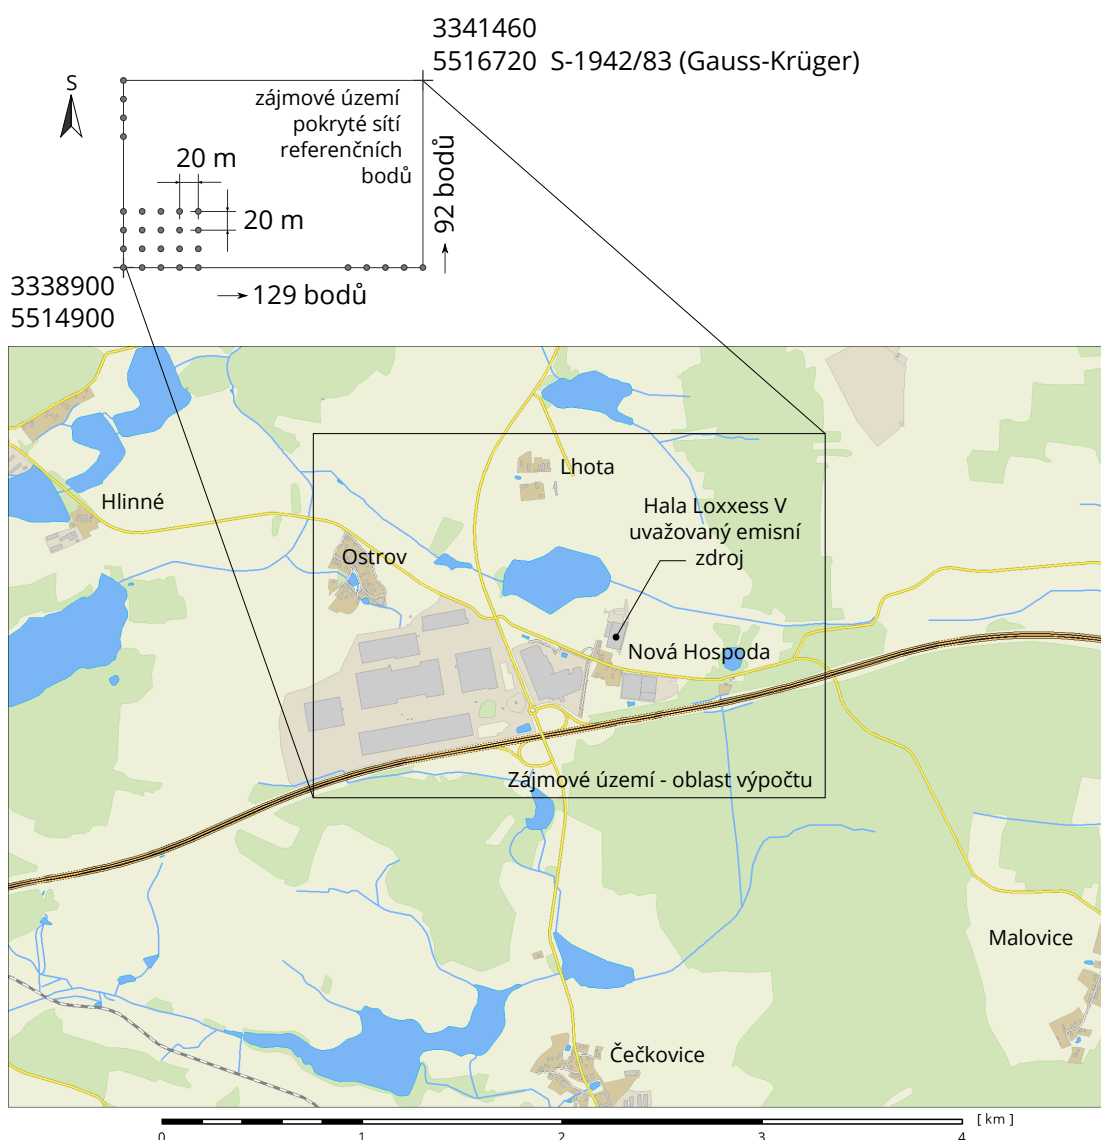 3341460
5516720 S-1942/83 (Gauss-Krüger)
S
zájmové území
pokryté sítí
referenčních
bodů
20 m
20 m
92 bodů
3338900
5514900
129 bodů
Lhota
Hlinné
Hala Loxxess V
uvažovaný emisní
zdroj
Ostrov
Nová Hospoda
Zájmové území - oblast výpočtu
Malovice
Čečkovice
[ km ]
0 1 2 3 4